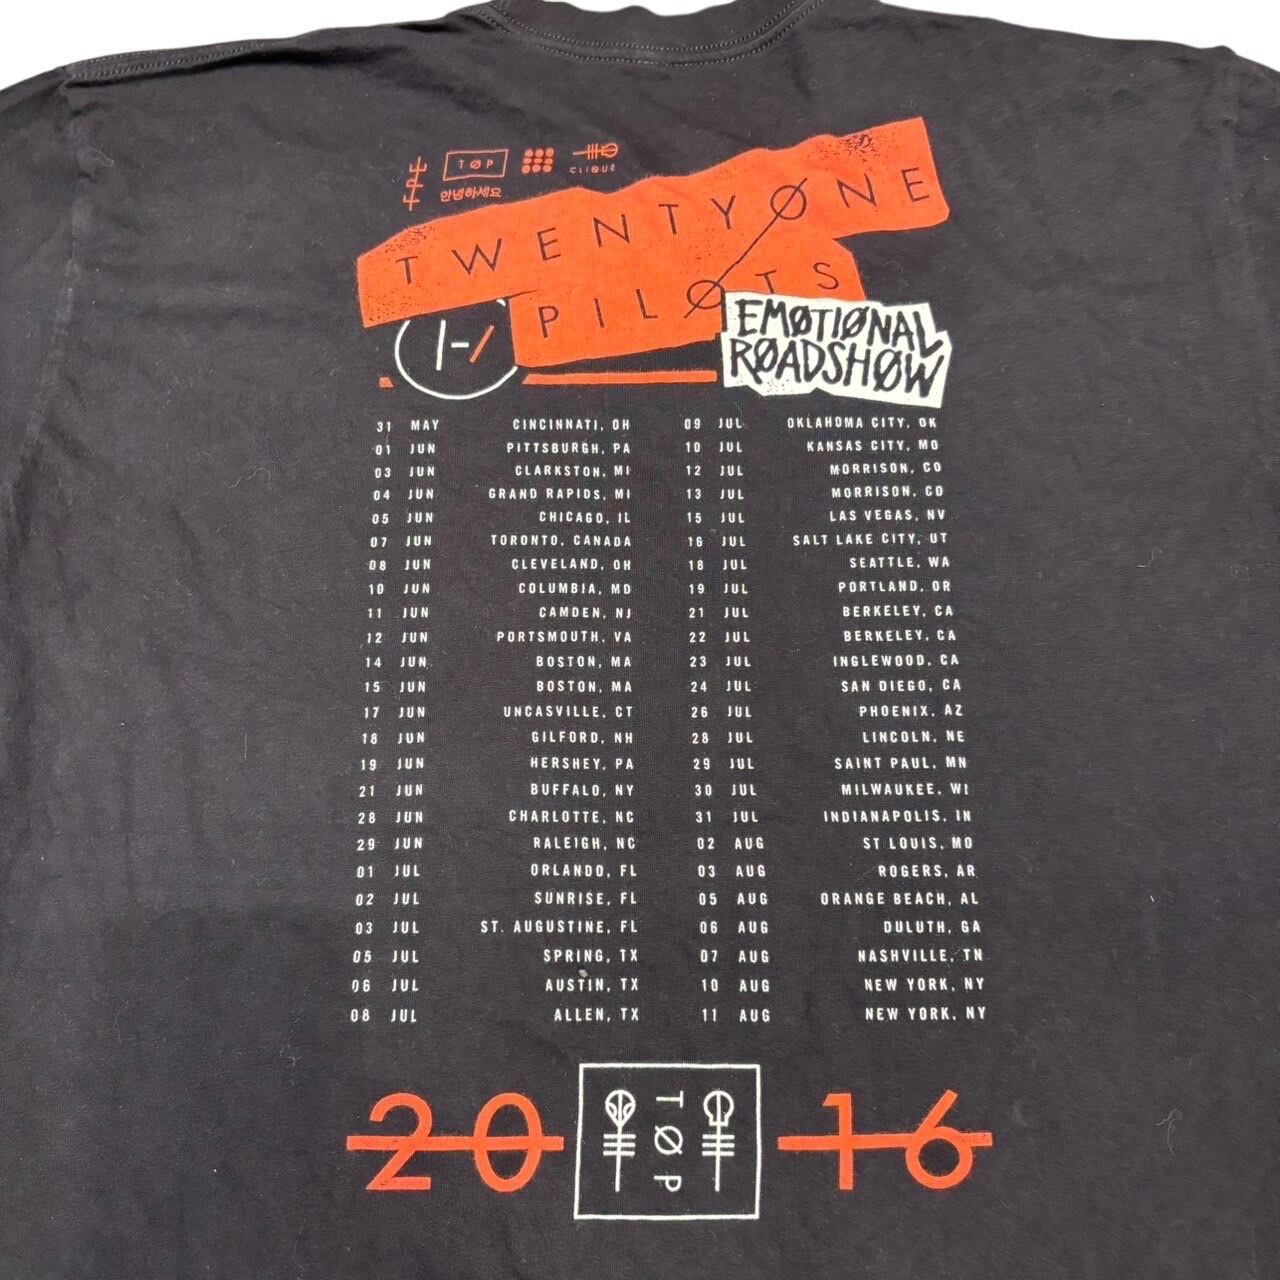 TØP
CLIQUE
안녕하세요
TWENTY ØNE
PILØTS
EMØTIØNAL
RØADSHØW
31 MAY CINCINNATI, OH
01 JUN PITTSBURGH, PA
03 JUN CLARKSTON, MI
04 JUN GRAND RAPIDS, MI
05 JUN CHICAGO, IL
07 JUN TORONTO, CANADA
08 JUN CLEVELAND, OH
10 JUN COLUMBIA, MD
11 JUN CAMDEN, NJ
12 JUN PORTSMOUTH, VA
14 JUN BOSTON, MA
15 JUN BOSTON, MA
17 JUN UNCASVILLE, CT
18 JUN GILFORD, NH
19 JUN HERSHEY, PA
21 JUN BUFFALO, NY
28 JUN CHARLOTTE, NC
29 JUN RALEIGH, NC
01 JUL ORLANDO, FL
02 JUL SUNRISE, FL
03 JUL ST. AUGUSTINE, FL
05 JUL SPRING, TX
06 JUL AUSTIN, TX
08 JUL ALLEN, TX
09 JUL OKLAHOMA CITY, OK
10 JUL KANSAS CITY, MO
12 JUL MORRISON, CO
13 JUL MORRISON, CO
15 JUL LAS VEGAS, NV
16 JUL SALT LAKE CITY, UT
18 JUL SEATTLE, WA
19 JUL PORTLAND, OR
21 JUL BERKELEY, CA
22 JUL BERKELEY, CA
23 JUL INGLEWOOD, CA
24 JUL SAN DIEGO, CA
26 JUL PHOENIX, AZ
28 JUL LINCOLN, NE
29 JUL SAINT PAUL, MN
30 JUL MILWAUKEE, WI
31 JUL INDIANAPOLIS, IN
02 AUG ST LOUIS, MO
03 AUG ROGERS, AR
05 AUG ORANGE BEACH, AL
06 AUG DULUTH, GA
07 AUG NASHVILLE, TN
10 AUG NEW YORK, NY
11 AUG NEW YORK, NY
20 TØP 16